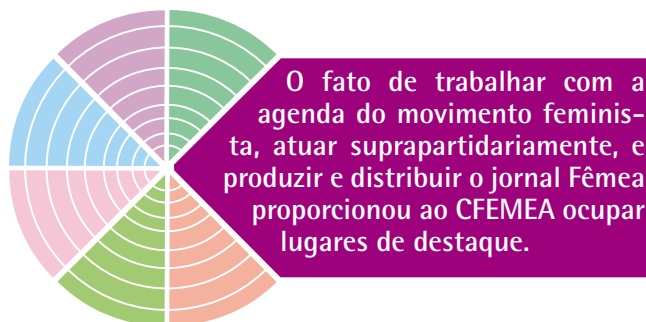 O fato de trabalhar com a
agenda do movimento feminis-
ta, atuar suprapartidariamente, e
produzir e distribuir o jornal Fêmea
proporcionou ao CFEMEA ocupar
lugares de destaque.